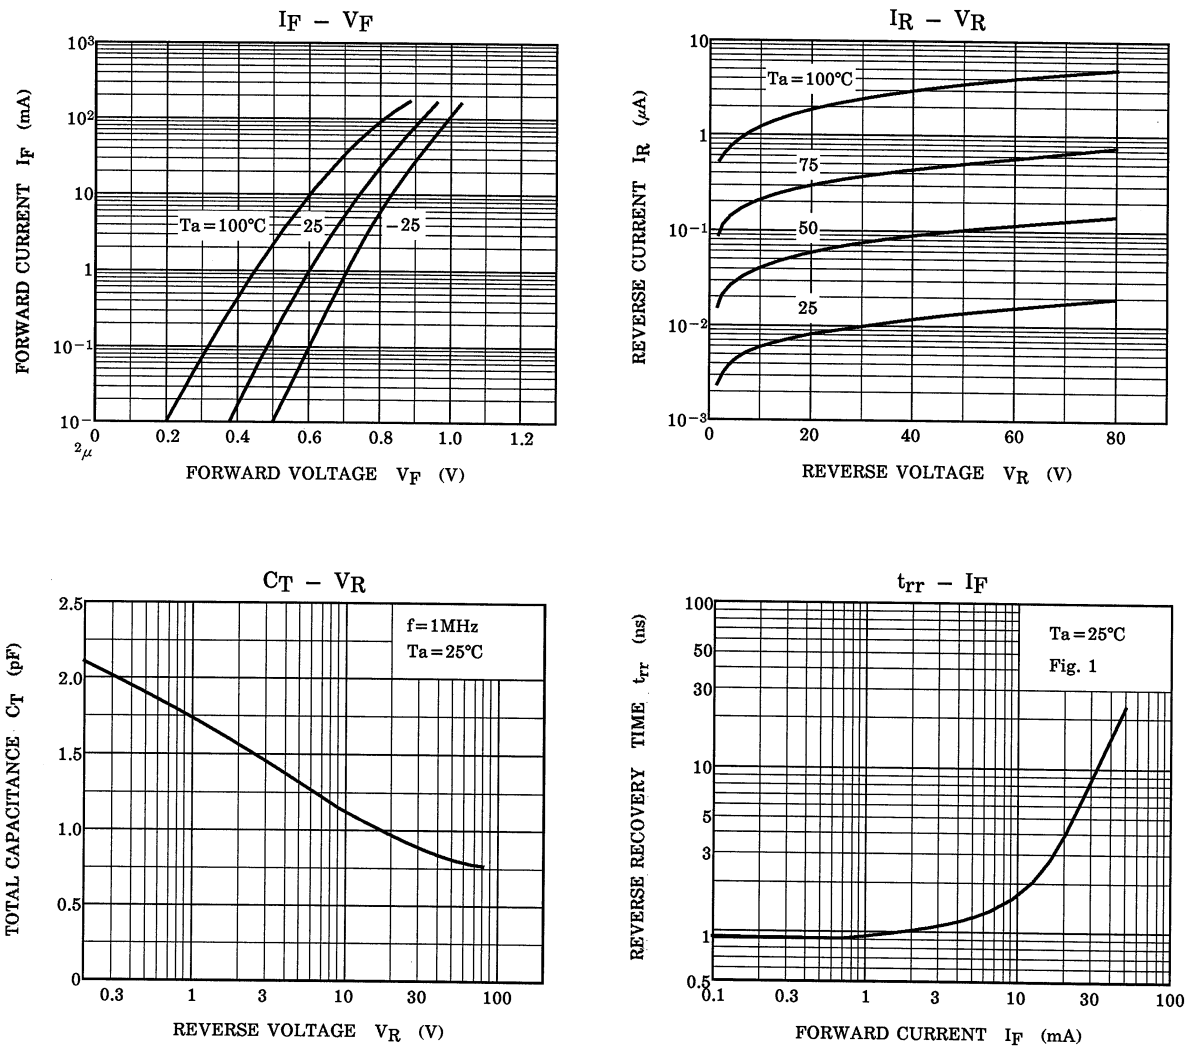 IF – VF
10³
10²
10
1
10⁻¹
10⁻
FORWARD CURRENT IF (mA)
Ta=100°C
25
−25
0
0.2
0.4
0.6
0.8
1.0
1.2
2μ
FORWARD VOLTAGE VF (V)
IR – VR
10
1
10⁻¹
10⁻²
10⁻³
REVERSE CURRENT IR (μA)
Ta=100°C
75
50
25
0
20
40
60
80
REVERSE VOLTAGE VR (V)
CT – VR
2.5
2.0
1.5
1.0
0.5
0
TOTAL CAPACITANCE CT (pF)
f=1MHz
Ta=25°C
0.3
1
3
10
30
100
REVERSE VOLTAGE VR (V)
trr – IF
100
50
30
10
5
3
1
0.5
REVERSE RECOVERY TIME trr (ns)
Ta=25°C
Fig. 1
0.1
0.3
1
3
10
30
100
FORWARD CURRENT IF (mA)